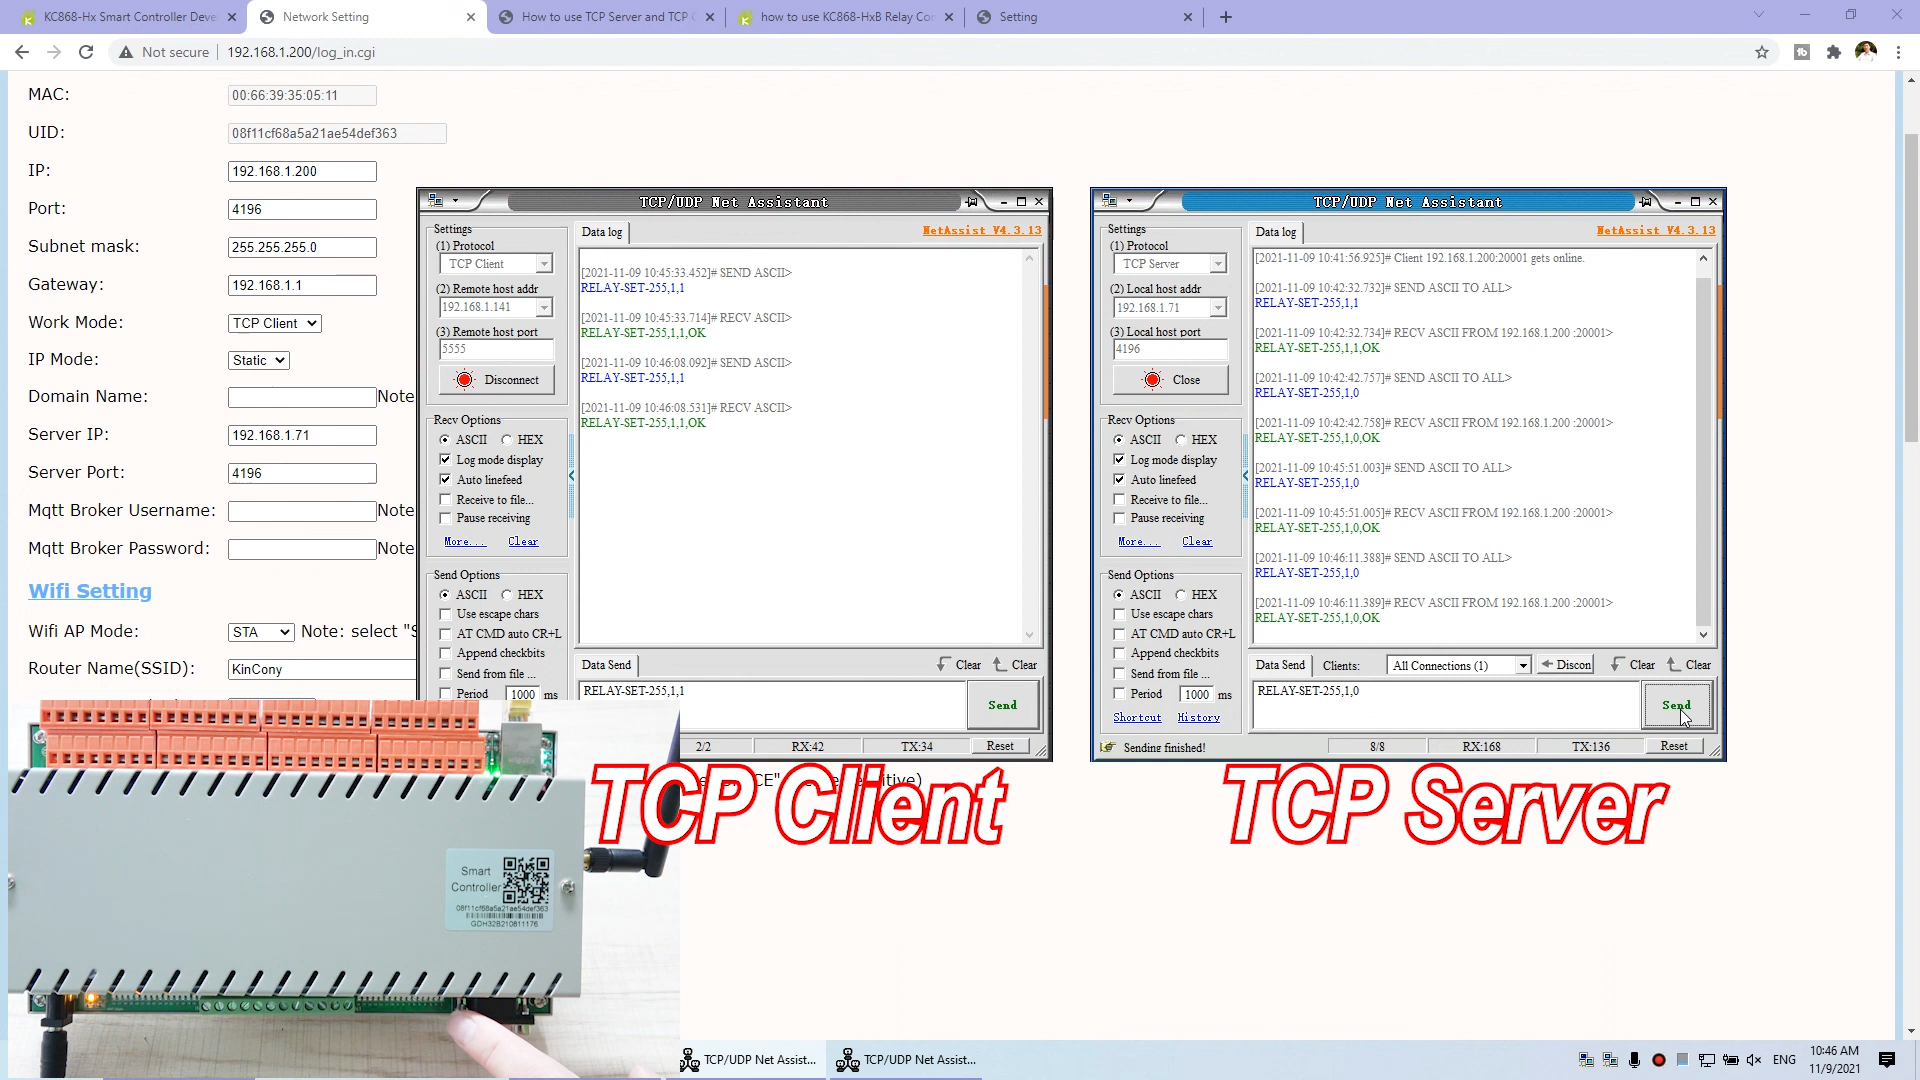 KC868-Hx Smart Controller Deve
Network Setting
How to use TCP Server and TCP C
how to use KC868-HxB Relay Con
Setting
Not secure
192.168.1.200/log_in.cgi
MAC:
00:66:39:35:05:11
UID:
08f11cf68a5a21ae54def363
IP:
192.168.1.200
Port:
4196
Subnet mask:
255.255.255.0
Gateway:
192.168.1.1
Work Mode:
TCP Client
IP Mode:
Static
Domain Name:
Note
Server IP:
192.168.1.71
Server Port:
4196
Mqtt Broker Username:
Note
Mqtt Broker Password:
Note
Wifi Setting
Wifi AP Mode:
STA
Note: select "S
Router Name(SSID):
KinCony
TCP/UDP Net Assistant
Settings
(1) Protocol
TCP Client
(2) Remote host addr
192.168.1.141
(3) Remote host port
5555
Disconnect
Recv Options
ASCII
HEX
Log mode display
Auto linefeed
Receive to file...
Pause receiving
More...
Clear
Send Options
ASCII
HEX
Use escape chars
AT CMD auto CR+L
Append checkbits
Send from file ...
Period
1000 ms
Data log
NetAssist V4.3.13
[2021-11-09 10:45:33.452]# SEND ASCII>
RELAY-SET-255,1,1
[2021-11-09 10:45:33.714]# RECV ASCII>
RELAY-SET-255,1,1,OK
[2021-11-09 10:46:08.092]# SEND ASCII>
RELAY-SET-255,1,1
[2021-11-09 10:46:08.531]# RECV ASCII>
RELAY-SET-255,1,1,OK
Data Send
Clear
Clear
RELAY-SET-255,1,1
Send
2/2
RX:42
TX:34
Reset
TCP/UDP Net Assistant
Settings
(1) Protocol
TCP Server
(2) Local host addr
192.168.1.71
(3) Local host port
4196
Close
Recv Options
ASCII
HEX
Log mode display
Auto linefeed
Receive to file...
Pause receiving
More...
Clear
Send Options
ASCII
HEX
Use escape chars
AT CMD auto CR+L
Append checkbits
Send from file ...
Period
1000 ms
Shortcut
History
Data log
NetAssist V4.3.13
[2021-11-09 10:41:56.925]# Client 192.168.1.200:20001 gets online.
[2021-11-09 10:42:32.732]# SEND ASCII TO ALL>
RELAY-SET-255,1,1
[2021-11-09 10:42:32.734]# RECV ASCII FROM 192.168.1.200 :20001>
RELAY-SET-255,1,1,OK
[2021-11-09 10:42:42.757]# SEND ASCII TO ALL>
RELAY-SET-255,1,0
[2021-11-09 10:42:42.758]# RECV ASCII FROM 192.168.1.200 :20001>
RELAY-SET-255,1,0,OK
[2021-11-09 10:45:51.003]# SEND ASCII TO ALL>
RELAY-SET-255,1,0
[2021-11-09 10:45:51.005]# RECV ASCII FROM 192.168.1.200 :20001>
RELAY-SET-255,1,0,OK
[2021-11-09 10:46:11.388]# SEND ASCII TO ALL>
RELAY-SET-255,1,0
[2021-11-09 10:46:11.389]# RECV ASCII FROM 192.168.1.200 :20001>
RELAY-SET-255,1,0,OK
Data Send
Clients:
All Connections (1)
Discon
Clear
Clear
RELAY-SET-255,1,0
Send
Sending finished!
8/8
RX:168
TX:136
Reset
TCP Client
TCP Server
Smart
Controller
08f11cf68a5a21ae54def363
GDH32B210811176
TCP/UDP Net Assist...
TCP/UDP Net Assist...
ENG
10:46 AM
11/9/2021